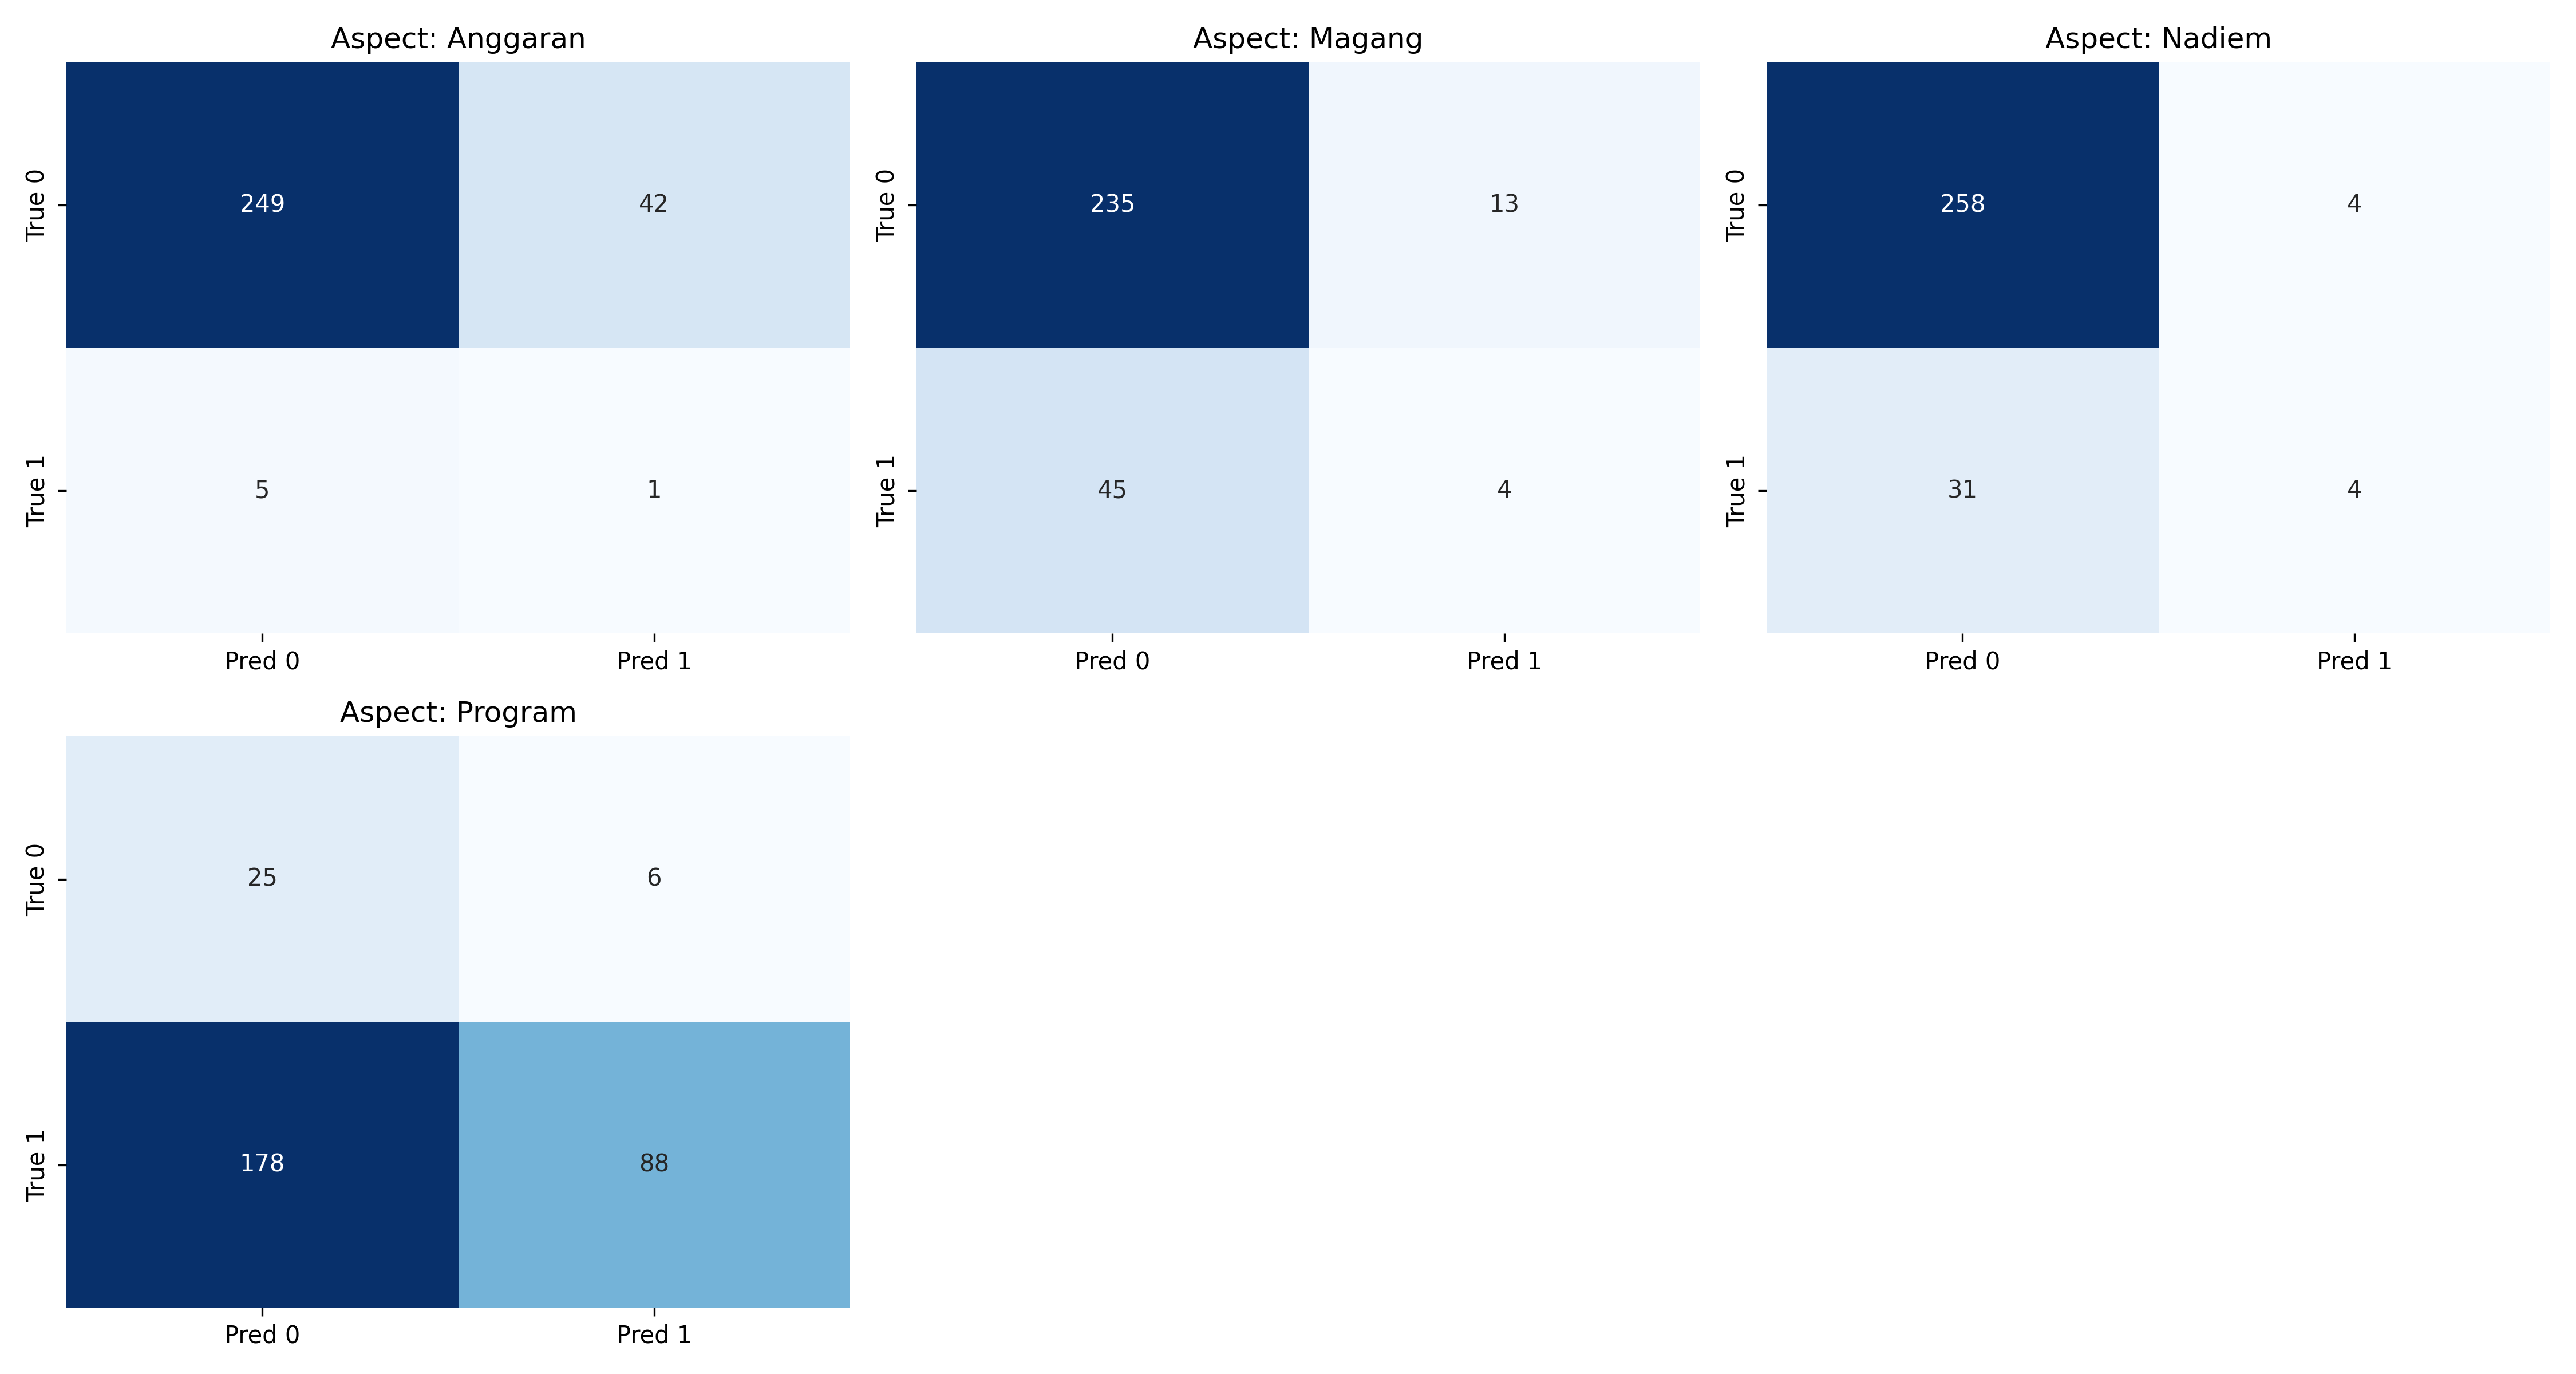 Aspect: Anggaran
True 0
249
42
True 1
5
1
Pred 0
Pred 1
Aspect: Magang
True 0
235
13
True 1
45
4
Pred 0
Pred 1
Aspect: Nadiem
True 0
258
4
True 1
31
4
Pred 0
Pred 1
Aspect: Program
True 0
25
6
True 1
178
88
Pred 0
Pred 1